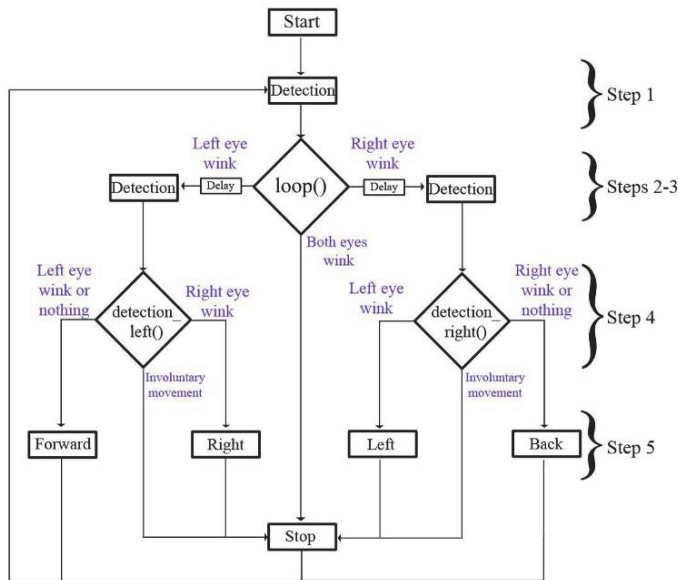 Start
Detection
Step 1
Left eye
wink
Right eye
wink
Detection
Delay
loop()
Delay
Detection
Steps 2-3
Both eyes
wink
Left eye
wink or
nothing
Right eye
wink
detection_
left()
Left eye
wink
Right eye
wink or
nothing
detection_
right()
Step 4
Involuntary
movement
Involuntary
movement
Forward
Right
Left
Back
Step 5
Stop